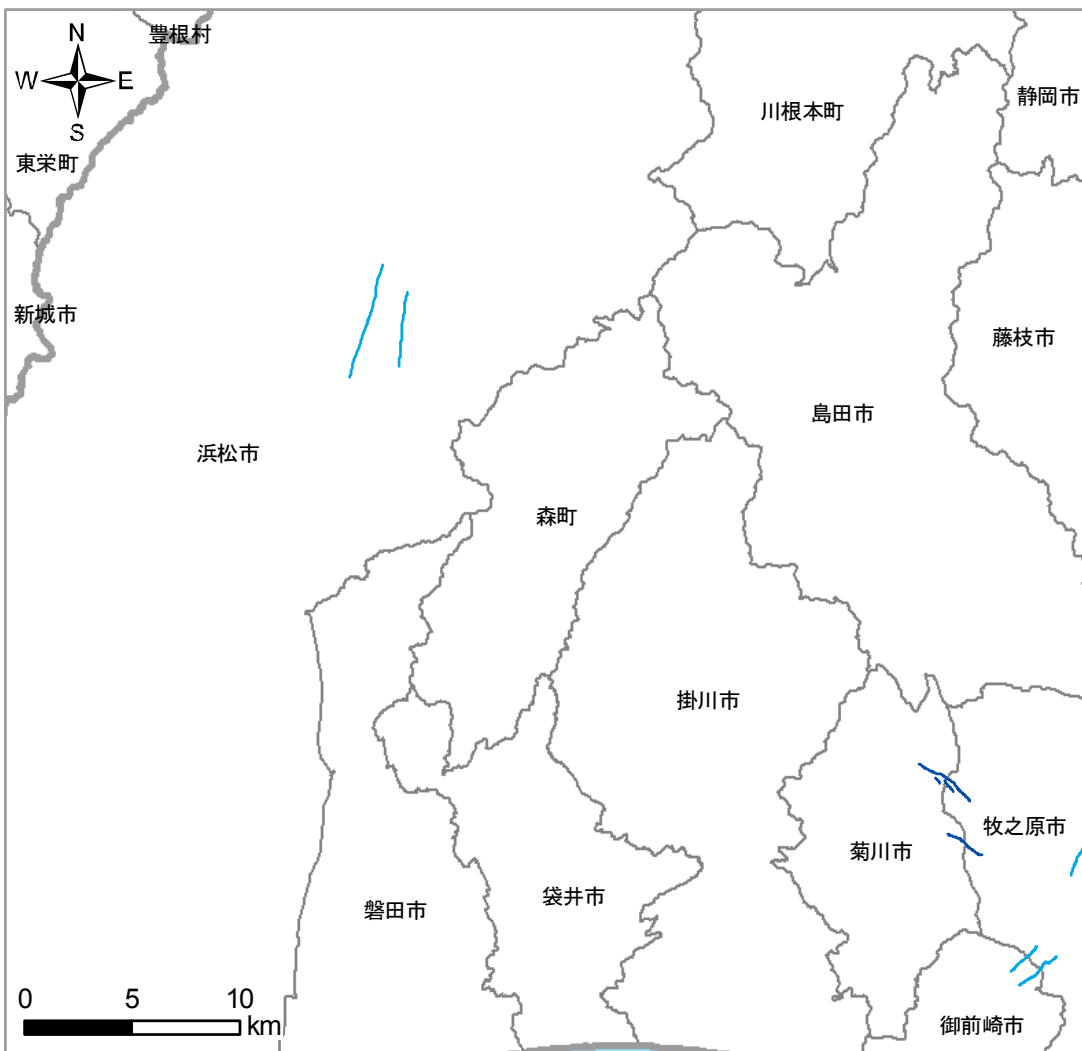 豊根村
N
W E
S
川根本町
静岡市
東栄町
新城市
藤枝市
島田市
浜松市
森町
掛川市
牧之原市
菊川市
袋井市
磐田市
0 5 10
km
御前崎市